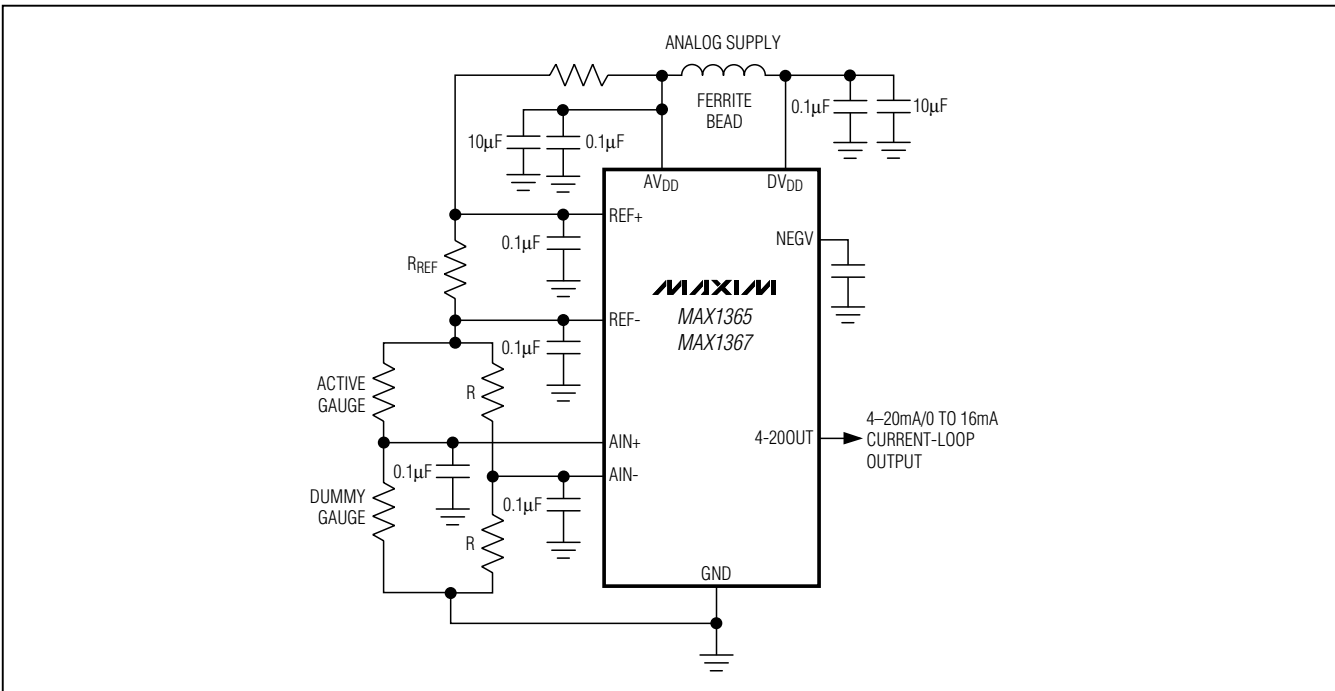 ANALOG SUPPLY
FERRITE
BEAD
0.1µF
10µF
10µF
0.1µF
AVDD
DVDD
REF+
0.1µF
NEGV
RREF
MAXIM
MAX1365
MAX1367
REF-
0.1µF
ACTIVE
GAUGE
R
4-20OUT
4–20mA/0 TO 16mA
CURRENT-LOOP
OUTPUT
AIN+
0.1µF
AIN-
DUMMY
GAUGE
0.1µF
R
GND